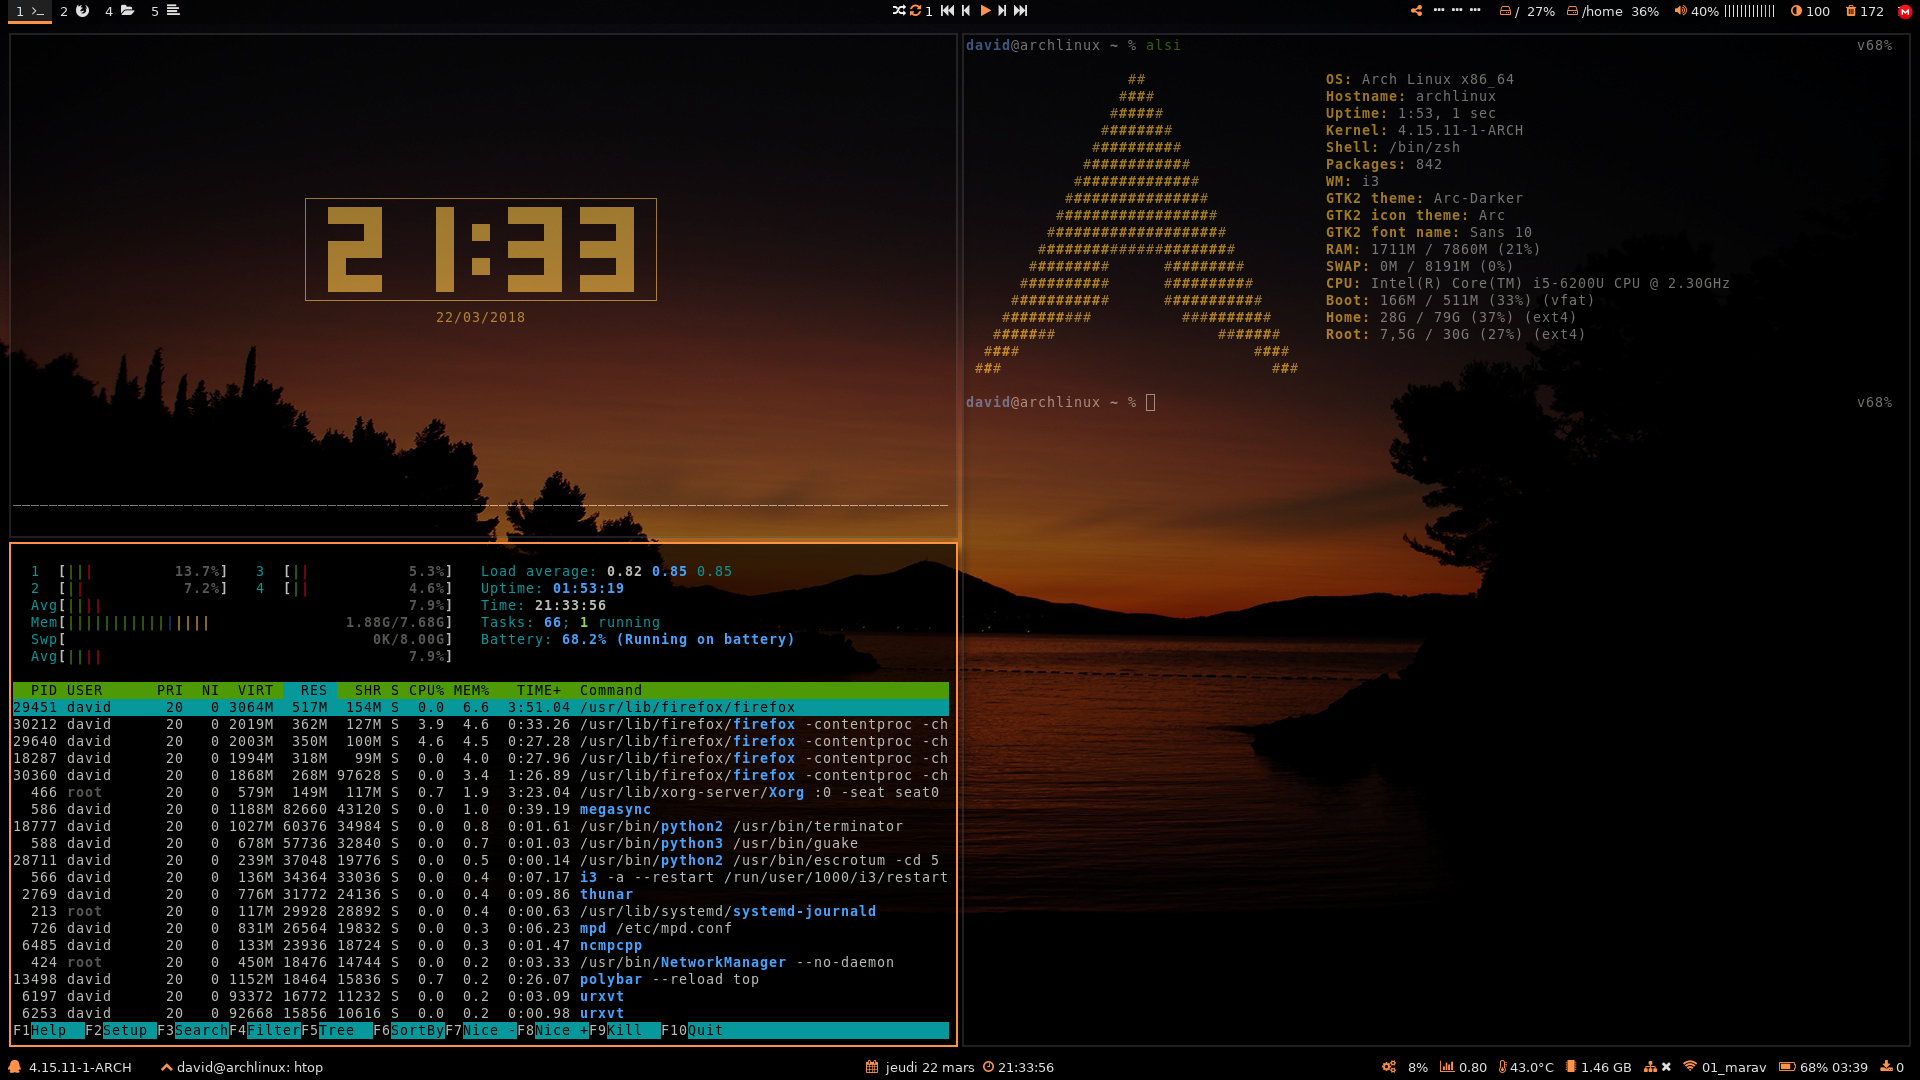 1 2 4 5
1
/ 27% /home 36% 40% 100 172 M
21:33
22/03/2018
david@archlinux ~ % alsi v68%
OS: Arch Linux x86_64
Hostname: archlinux
Uptime: 1:53, 1 sec
Kernel: 4.15.11-1-ARCH
Shell: /bin/zsh
Packages: 842
WM: i3
GTK2 theme: Arc-Darker
GTK2 icon theme: Arc
GTK2 font name: Sans 10
RAM: 1711M / 7860M (21%)
SWAP: 0M / 8191M (0%)
CPU: Intel(R) Core(TM) i5-6200U CPU @ 2.30GHz
Boot: 166M / 511M (33%) (vfat)
Home: 28G / 79G (37%) (ext4)
Root: 7,5G / 30G (27%) (ext4)
david@archlinux ~ % v68%
1 [||| 13.7%] 3 [|| 5.3%] Load average: 0.82 0.85 0.85
2 [|| 7.2%] 4 [|| 4.6%] Uptime: 01:53:19
Avg[|||| 7.9%] Time: 21:33:56
Mem[|||||||||||||||| 1.88G/7.68G] Tasks: 66; 1 running
Swp[ 0K/8.00G] Battery: 68.2% (Running on battery)
Avg[|||| 7.9%]
PID USER PRI NI VIRT RES SHR S CPU% MEM% TIME+ Command
29451 david 20 0 3064M 517M 154M S 0.0 6.6 3:51.04 /usr/lib/firefox/firefox
30212 david 20 0 2019M 362M 127M S 3.9 4.6 0:33.26 /usr/lib/firefox/firefox -contentproc -ch
29640 david 20 0 2003M 350M 100M S 4.6 4.5 0:27.28 /usr/lib/firefox/firefox -contentproc -ch
18287 david 20 0 1994M 318M 99M S 0.0 4.0 0:27.96 /usr/lib/firefox/firefox -contentproc -ch
30360 david 20 0 1868M 268M 97628 S 0.0 3.4 1:26.89 /usr/lib/firefox/firefox -contentproc -ch
466 root 20 0 579M 149M 117M S 0.7 1.9 3:23.04 /usr/lib/xorg-server/Xorg :0 -seat seat0
586 david 20 0 1188M 82660 43120 S 0.0 1.0 0:39.19 megasync
18777 david 20 0 1027M 60376 34984 S 0.0 0.8 0:01.61 /usr/bin/python2 /usr/bin/terminator
588 david 20 0 678M 57736 32840 S 0.0 0.7 0:01.03 /usr/bin/python3 /usr/bin/guake
28711 david 20 0 239M 37048 19776 S 0.0 0.5 0:00.14 /usr/bin/python2 /usr/bin/escrotum -cd 5
566 david 20 0 136M 34364 33036 S 0.0 0.4 0:07.17 i3 -a --restart /run/user/1000/i3/restart
2769 david 20 0 776M 31772 24136 S 0.0 0.4 0:09.86 thunar
213 root 20 0 117M 29928 28892 S 0.0 0.4 0:00.63 /usr/lib/systemd/systemd-journald
726 david 20 0 831M 26564 19832 S 0.0 0.3 0:06.23 mpd /etc/mpd.conf
6485 david 20 0 133M 23936 18724 S 0.0 0.3 0:01.47 ncmpcpp
424 root 20 0 450M 18476 14744 S 0.0 0.2 0:03.33 /usr/bin/NetworkManager --no-daemon
13498 david 20 0 1152M 18464 15836 S 0.7 0.2 0:26.07 polybar --reload top
6197 david 20 0 93372 16772 11232 S 0.0 0.2 0:03.09 urxvt
6253 david 20 0 92668 15856 10616 S 0.0 0.2 0:00.98 urxvt
F1Help F2Setup F3SearchF4FilterF5Tree F6SortByF7Nice -F8Nice +F9Kill F10Quit
4.15.11-1-ARCH david@archlinux: htop
jeudi 22 mars 21:33:56
8% 0.80 43.0°C 1.46 GB 01_marav 68% 03:39 0